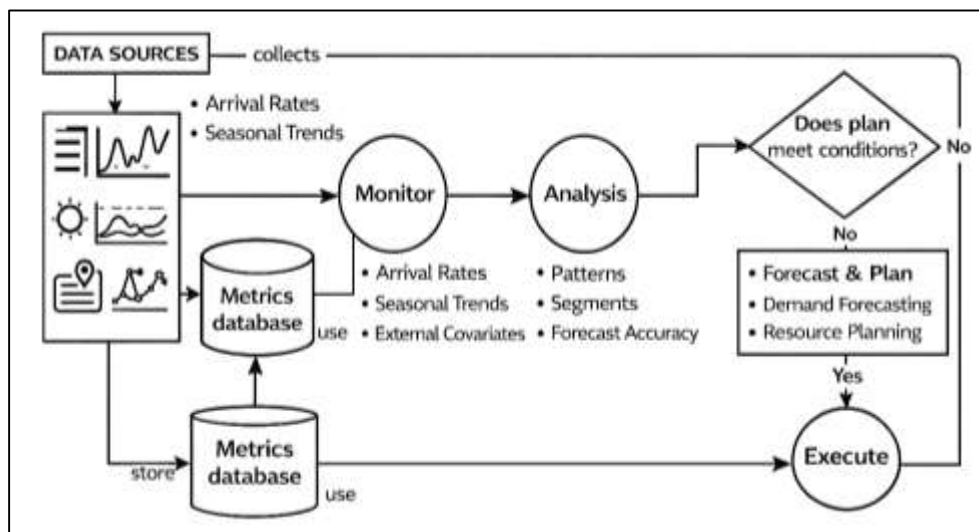 DATA SOURCES
collects
• Arrival Rates
• Seasonal Trends
Does plan
meet conditions?
No
Monitor
Analysis
No
• Arrival Rates
• Seasonal Trends
• External Covariates
• Patterns
• Segments
• Forecast Accuracy
• Forecast & Plan
• Demand Forecasting
• Resource Planning
Metrics
database
use
Yes
Metrics
database
store
use
Execute